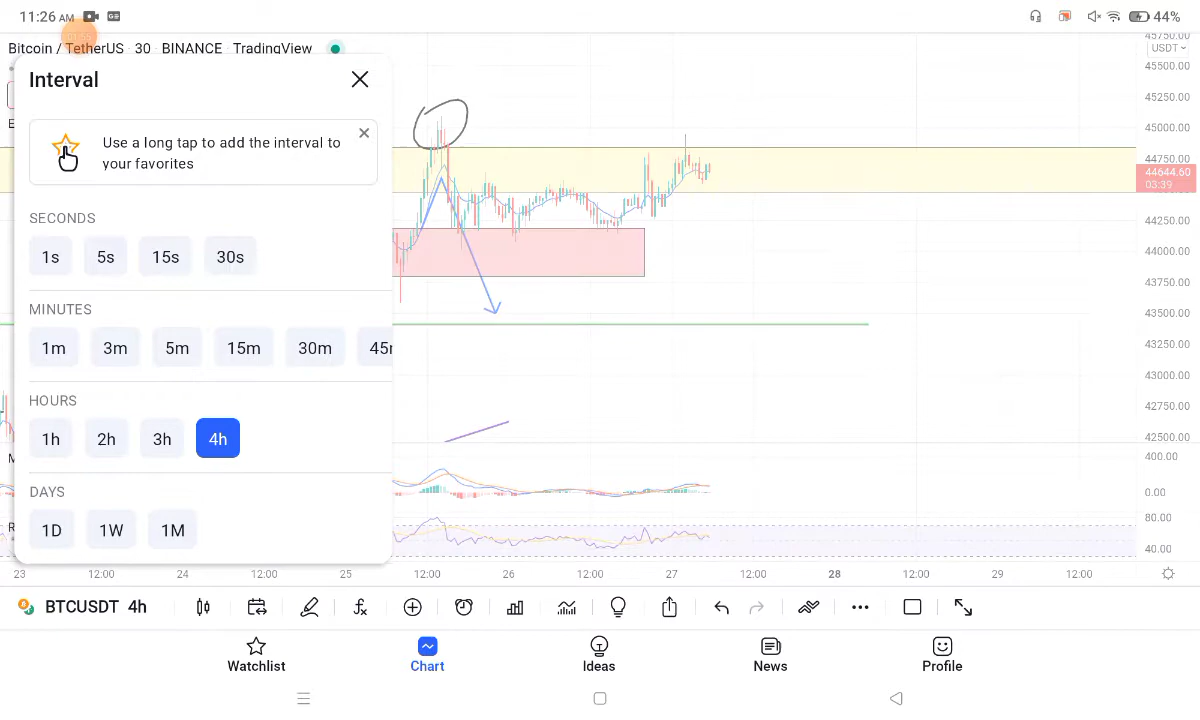 11:26 AM
44%
Bitcoin / TetherUS · 30 · BINANCE · TradingView
Interval
Use a long tap to add the interval to
your favorites
SECONDS
1s 5s 15s 30s
MINUTES
1m 3m 5m 15m 30m
HOURS
1h 2h 3h 4h
DAYS
1D 1W 1M
45750.00
USDT
45500.00
45250.00
45000.00
44750.00
44644.60
03:39
44250.00
44000.00
43750.00
43500.00
43250.00
43000.00
42750.00
42500.00
400.00
0.00
80.00
40.00
23 12:00 24 12:00 25 12:00 26 12:00 27 12:00 28 12:00 29 12:00
BTCUSDT 4h
Watchlist Chart Ideas News Profile